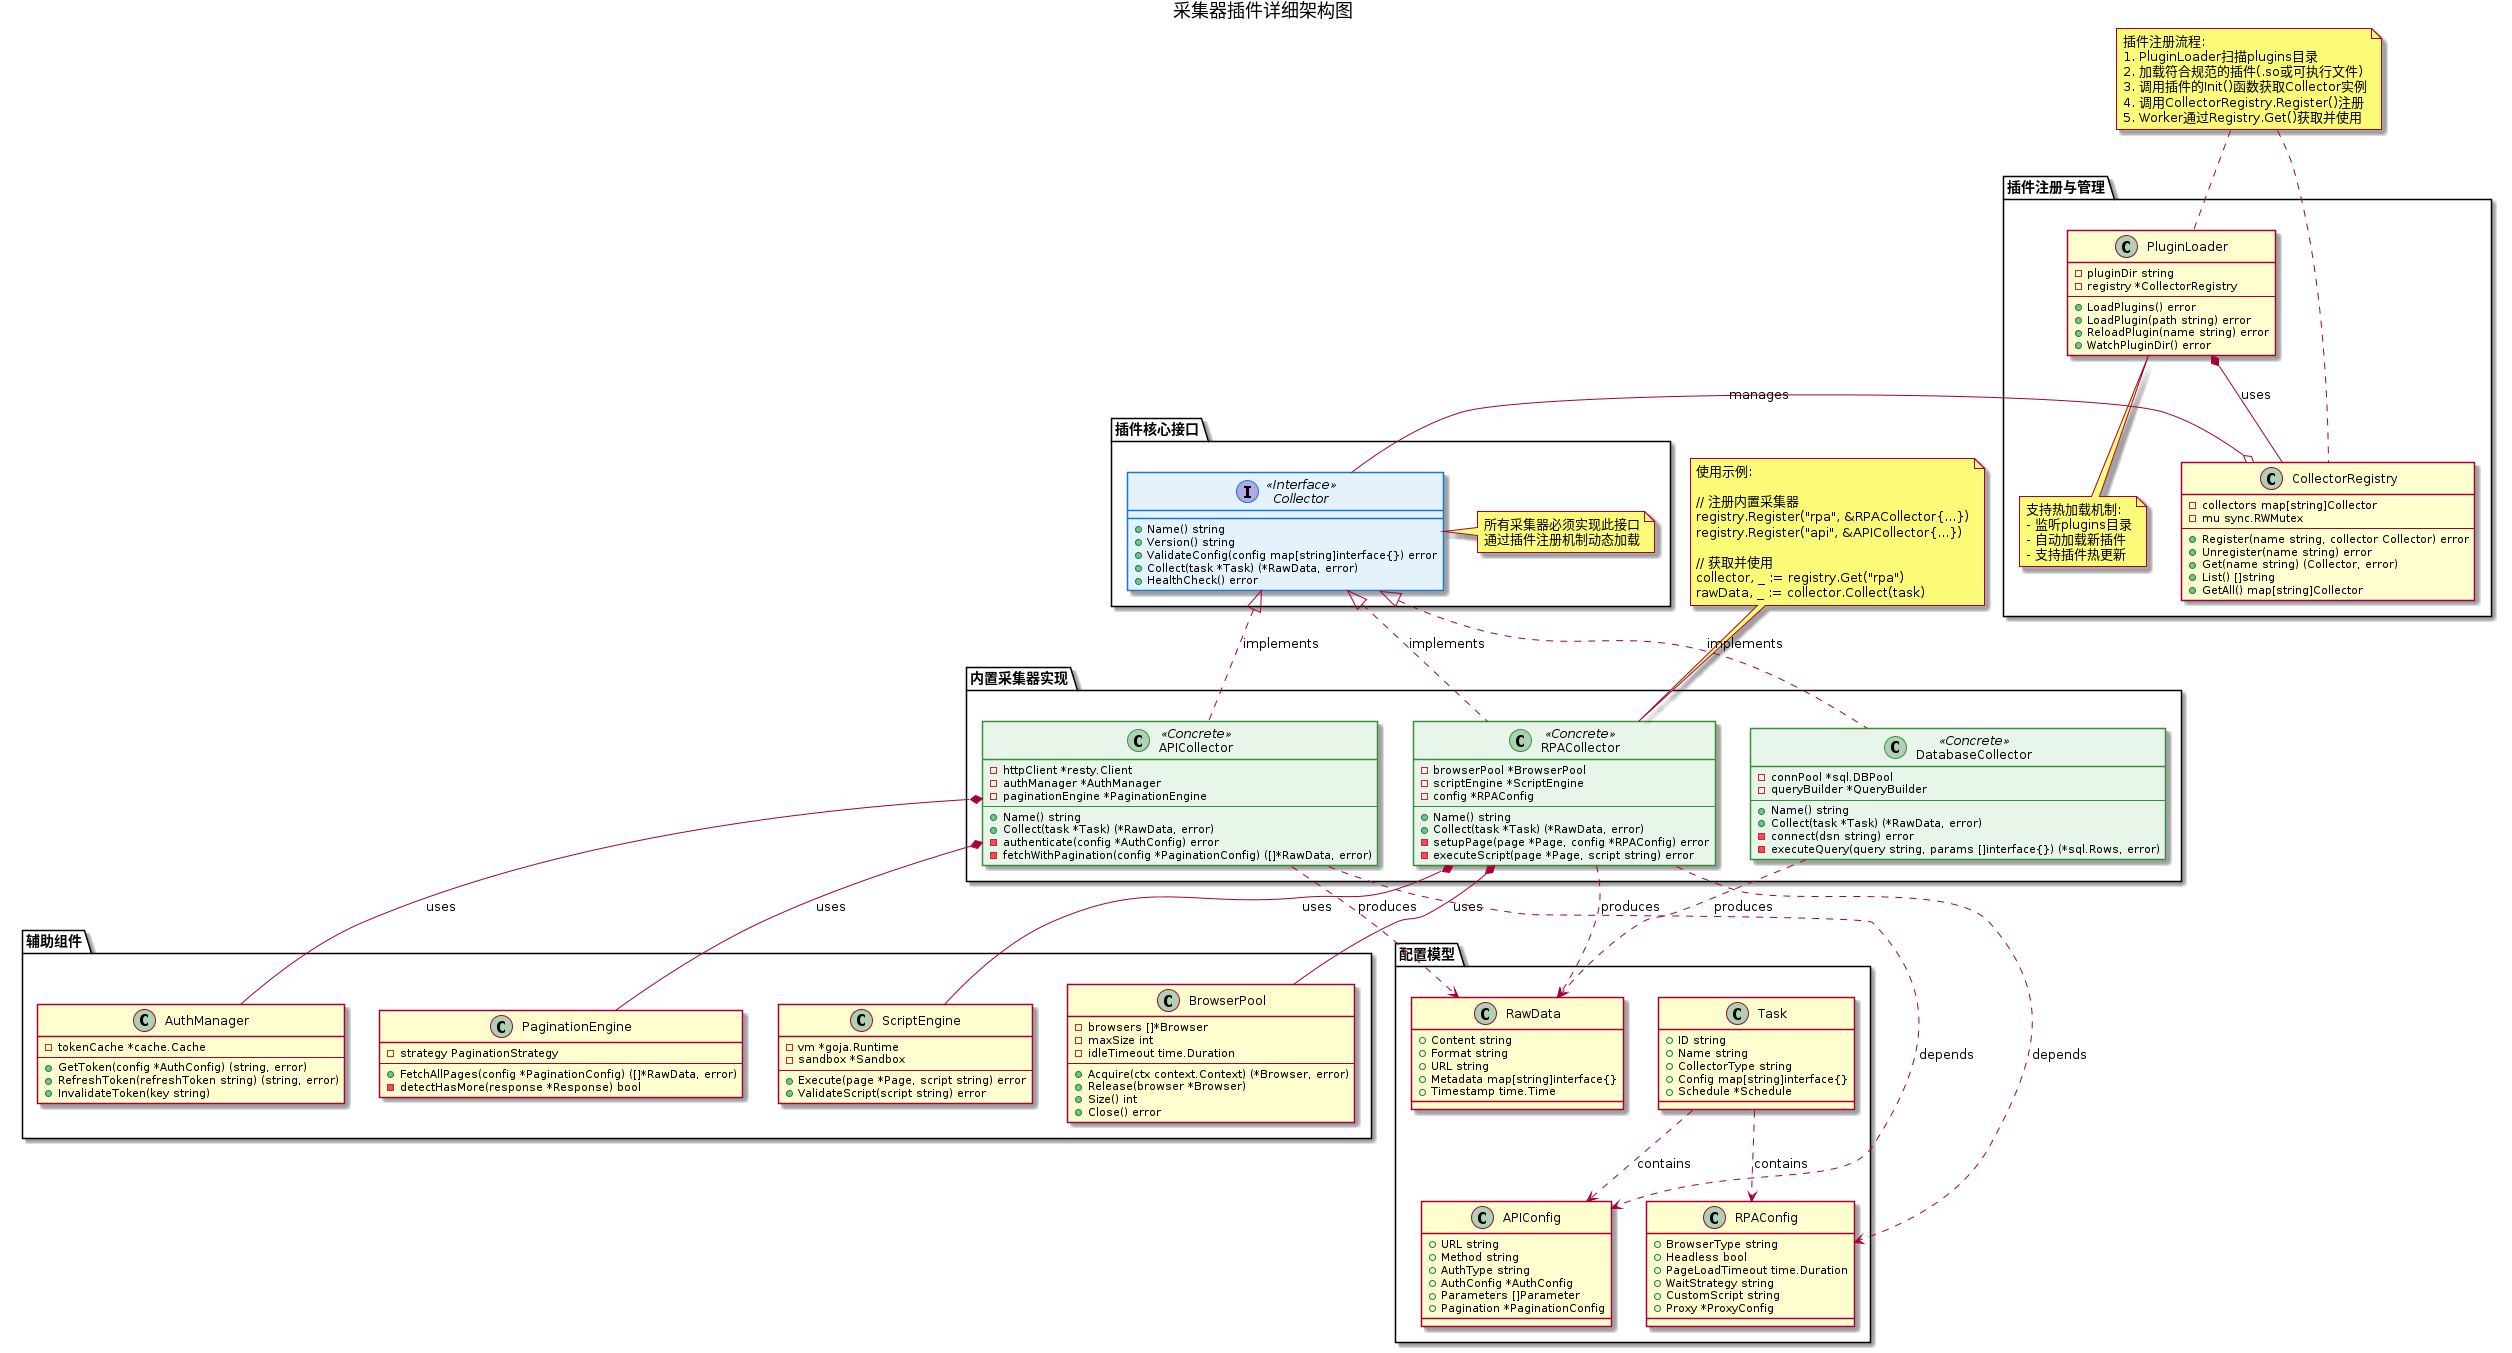 采集器插件详细架构图
插件注册流程:
1. PluginLoader扫描plugins目录
2. 加载符合规范的插件(.so或可执行文件)
3. 调用插件的Init()函数获取Collector实例
4. 调用CollectorRegistry.Register()注册
5. Worker通过Registry.Get()获取并使用
插件注册与管理
C PluginLoader
pluginDir string
registry *CollectorRegistry
LoadPlugins() error
LoadPlugin(path string) error
ReloadPlugin(name string) error
WatchPluginDir() error
manages
uses
支持热加载机制:
- 监听plugins目录
- 自动加载新插件
- 支持插件热更新
C CollectorRegistry
collectors map[string]Collector
mu sync.RWMutex
Register(name string, collector Collector) error
Unregister(name string) error
Get(name string) (Collector, error)
List() []string
GetAll() map[string]Collector
插件核心接口
I «Interface»
Collector
Name() string
Version() string
ValidateConfig(config map[string]interface{}) error
Collect(task *Task) (*RawData, error)
HealthCheck() error
所有采集器必须实现此接口
通过插件注册机制动态加载
使用示例:
// 注册内置采集器
registry.Register("rpa", &RPACollector{...})
registry.Register("api", &APICollector{...})
// 获取并使用
collector, _ := registry.Get("rpa")
rawData, _ := collector.Collect(task)
implements
implements
implements
内置采集器实现
C «Concrete»
APICollector
httpClient *resty.Client
authManager *AuthManager
paginationEngine *PaginationEngine
Name() string
Collect(task *Task) (*RawData, error)
authenticate(config *AuthConfig) error
fetchWithPagination(config *PaginationConfig) ([]*RawData, error)
C «Concrete»
RPACollector
browserPool *BrowserPool
scriptEngine *ScriptEngine
config *RPAConfig
Name() string
Collect(task *Task) (*RawData, error)
setupPage(page *Page, config *RPAConfig) error
executeScript(page *Page, script string) error
C «Concrete»
DatabaseCollector
connPool *sql.DBPool
queryBuilder *QueryBuilder
Name() string
Collect(task *Task) (*RawData, error)
connect(dsn string) error
executeQuery(query string, params []interface{}) (*sql.Rows, error)
uses
uses
uses
produces
uses
produces
produces
辅助组件
C AuthManager
tokenCache *cache.Cache
GetToken(config *AuthConfig) (string, error)
RefreshToken(refreshToken string) (string, error)
InvalidateToken(key string)
C PaginationEngine
strategy PaginationStrategy
FetchAllPages(config *PaginationConfig) ([]*RawData, error)
detectHasMore(response *Response) bool
C ScriptEngine
vm *goja.Runtime
sandbox *Sandbox
Execute(page *Page, script string) error
ValidateScript(script string) error
C BrowserPool
browsers []*Browser
maxSize int
idleTimeout time.Duration
Acquire(ctx context.Context) (*Browser, error)
Release(browser *Browser)
Size() int
Close() error
配置模型
C RawData
Content string
Format string
URL string
Metadata map[string]interface{}
Timestamp time.Time
C Task
ID string
Name string
CollectorType string
Config map[string]interface{}
Schedule *Schedule
depends
depends
contains
contains
C APIConfig
URL string
Method string
AuthType string
AuthConfig *AuthConfig
Parameters []Parameter
Pagination *PaginationConfig
C RPAConfig
BrowserType string
Headless bool
PageLoadTimeout time.Duration
WaitStrategy string
CustomScript string
Proxy *ProxyConfig